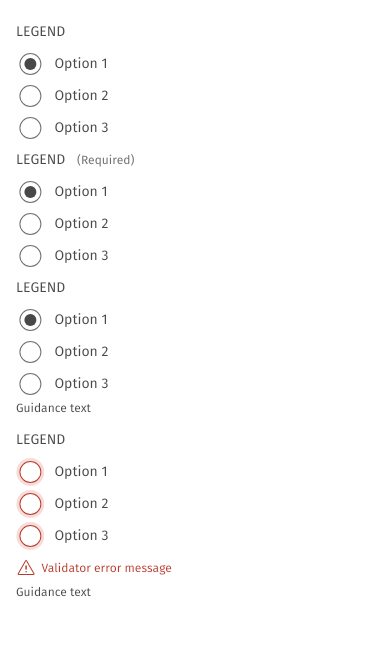 LEGEND
Option 1
Option 2
Option 3
LEGEND (Required)
Option 1
Option 2
Option 3
LEGEND
Option 1
Option 2
Option 3
Guidance text
LEGEND
Option 1
Option 2
Option 3
Validator error message
Guidance text